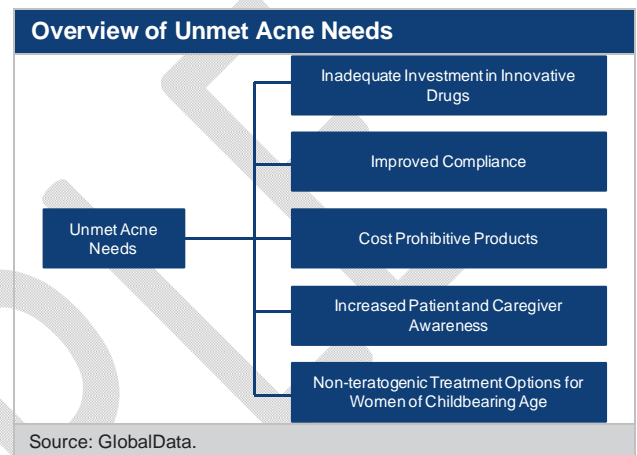 Overview of Unmet Acne Needs
Inadequate Investment in Innovative
Drugs
Improved Compliance
Unmet Acne
Needs
Cost Prohibitive Products
Increased Patient and Caregiver
Awareness
Non-teratogenic Treatment Options for
Women of Childbearing Age
Source: GlobalData.